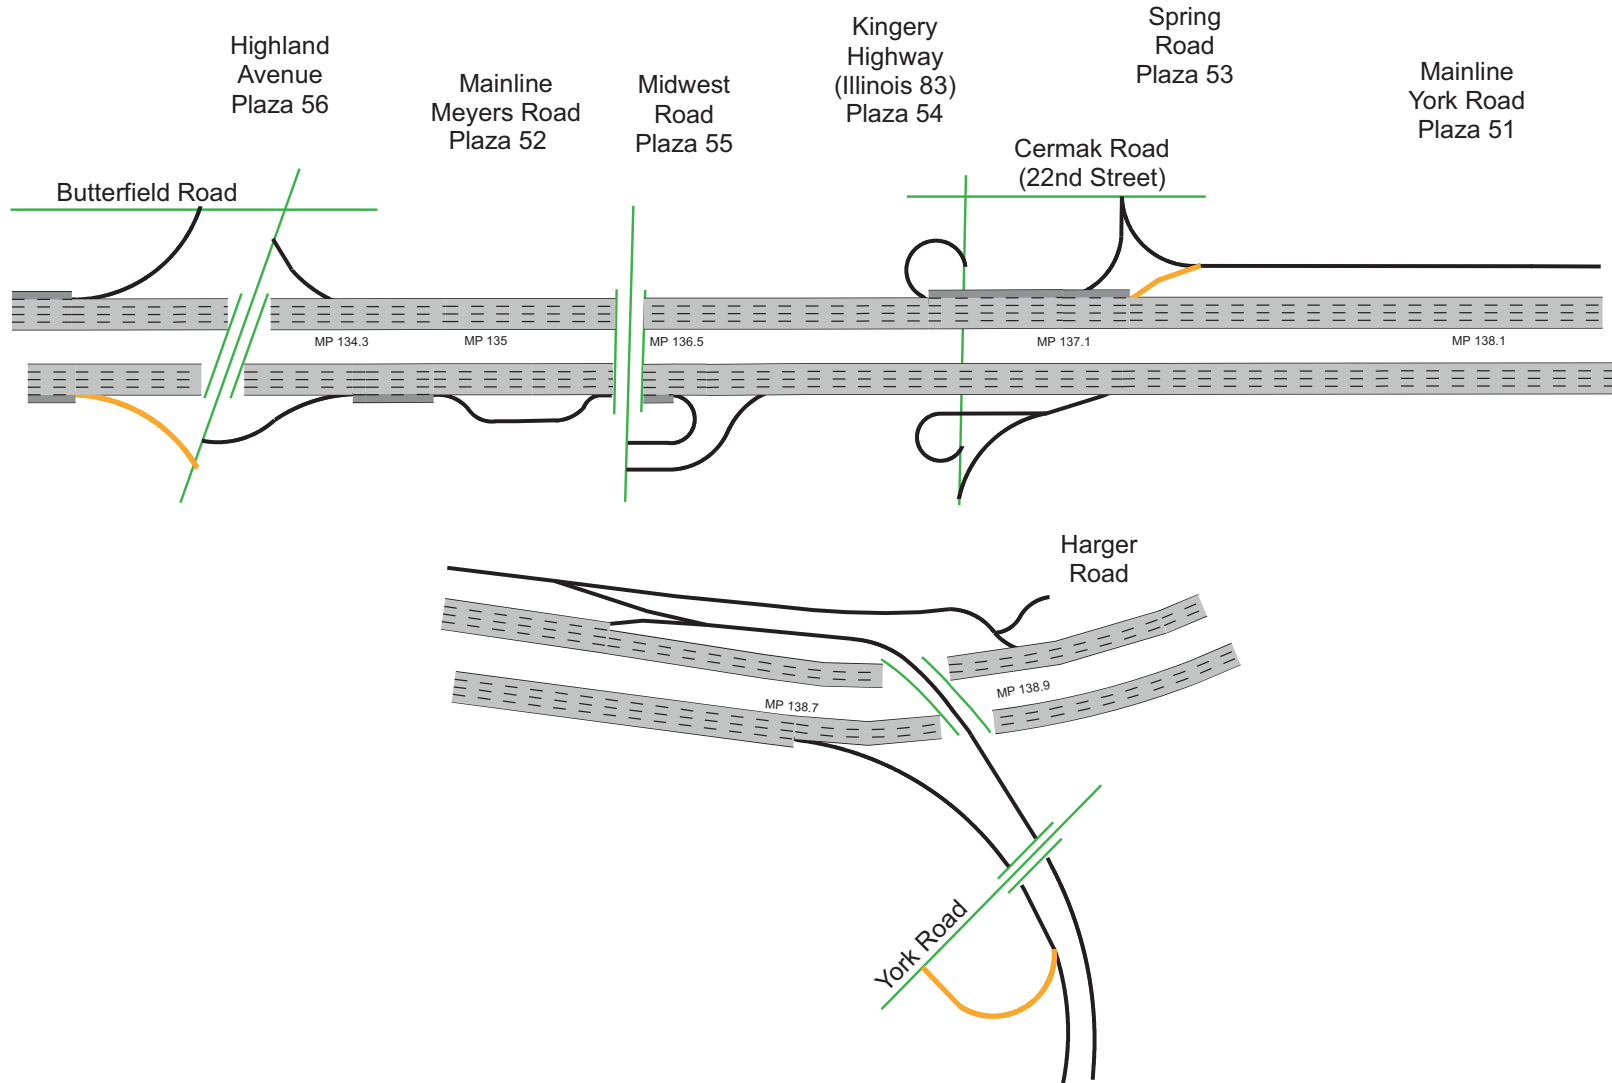 Highland
Avenue
Plaza 56
Mainline
Meyers Road
Plaza 52
Midwest
Road
Plaza 55
Kingery
Highway
(Illinois 83)
Plaza 54
Spring
Road
Plaza 53
Mainline
York Road
Plaza 51
Butterfield Road
Cermak Road
(22nd Street)
MP 134.3
MP 135
MP 136.5
MP 137.1
MP 138.1
Harger
Road
MP 138.7
MP 138.9
York Road